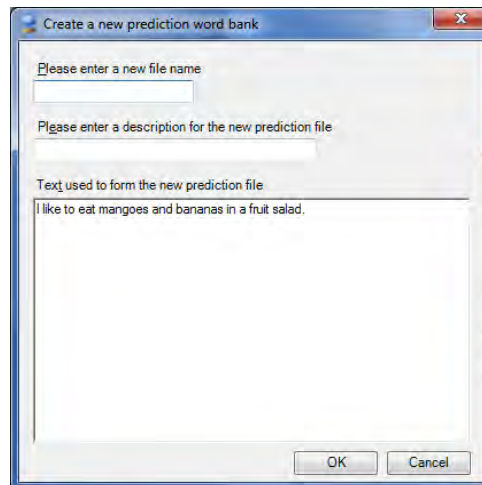 Create a new prediction word bank
Please enter a new file name
Please enter a description for the new prediction file
Text used to form the new prediction file
I like to eat mangoes and bananas in a fruit salad.
OK Cancel